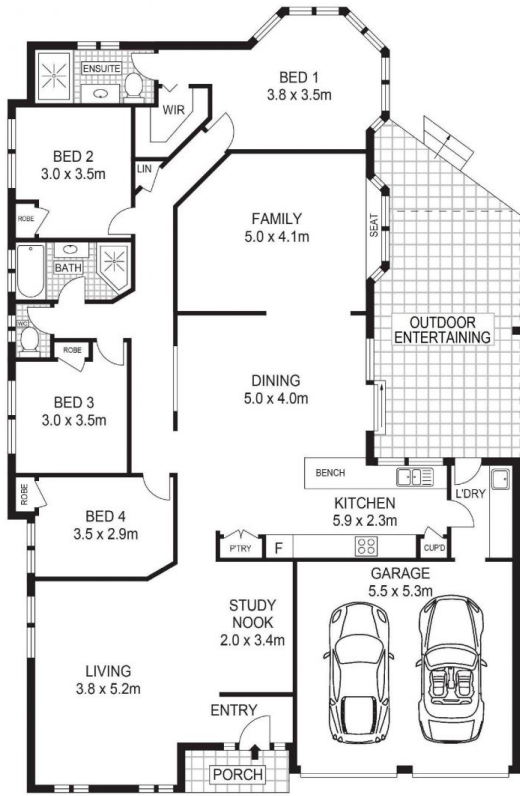 ENSUITE
BED 1
3.8 x 3.5m
WIR
BED 2
3.0 x 3.5m
LIN
ROBE
FAMILY
5.0 x 4.1m
SEAT
BATH
WC
OUTDOOR
ENTERTAINING
ROBE
DINING
5.0 x 4.0m
BED 3
3.0 x 3.5m
BENCH
ROBE
BED 4
3.5 x 2.9m
KITCHEN
5.9 x 2.3m
L'DRY
P'TRY
F
CUP'D
GARAGE
5.5 x 5.3m
STUDY
NOOK
2.0 x 3.4m
LIVING
3.8 x 5.2m
ENTRY
PORCH